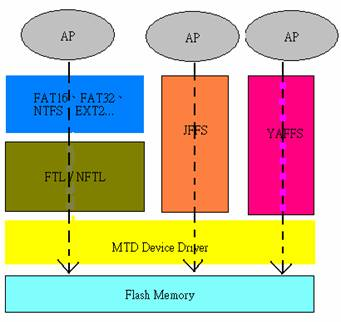 AP
AP
AP
FAT16、FAT32、
NTFS、EXT2...
JFFS
YAFFS
FTL / NFTL
MTD Device Driver
Flash Memory